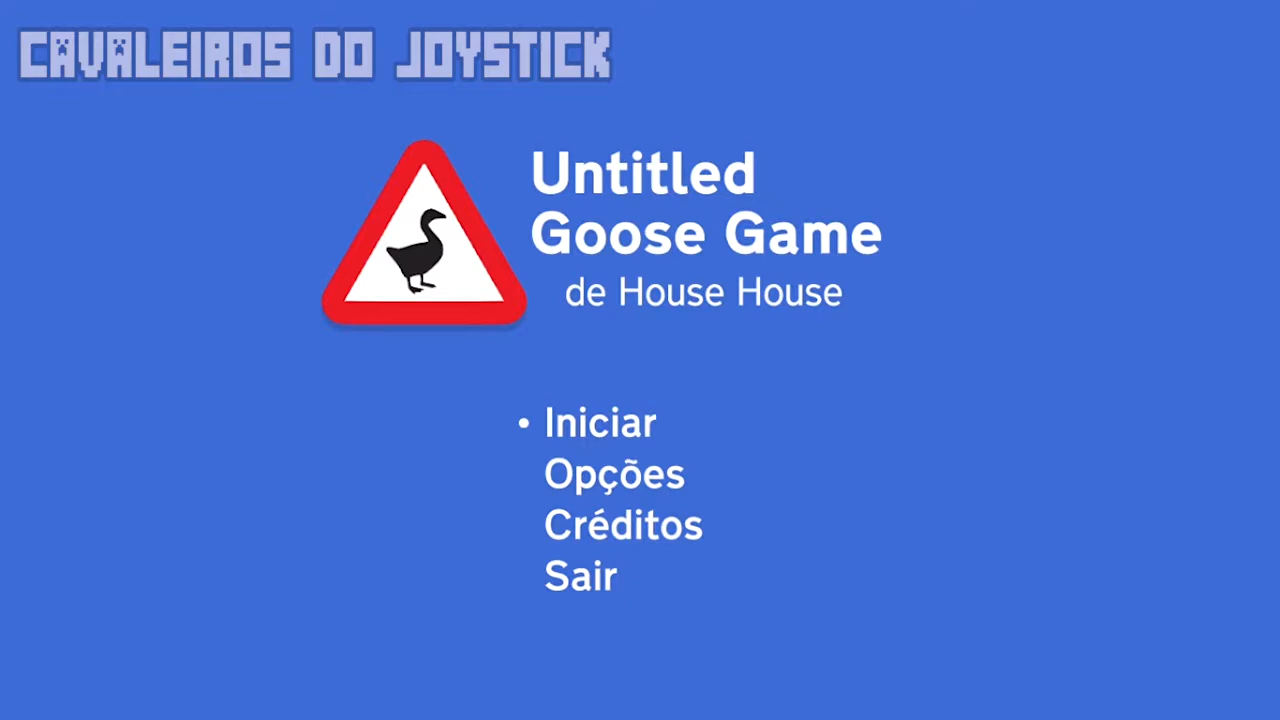 CAVALEIROS DO JOYSTICK
Untitled
Goose Game
de House House
• Iniciar
Opções
Créditos
Sair